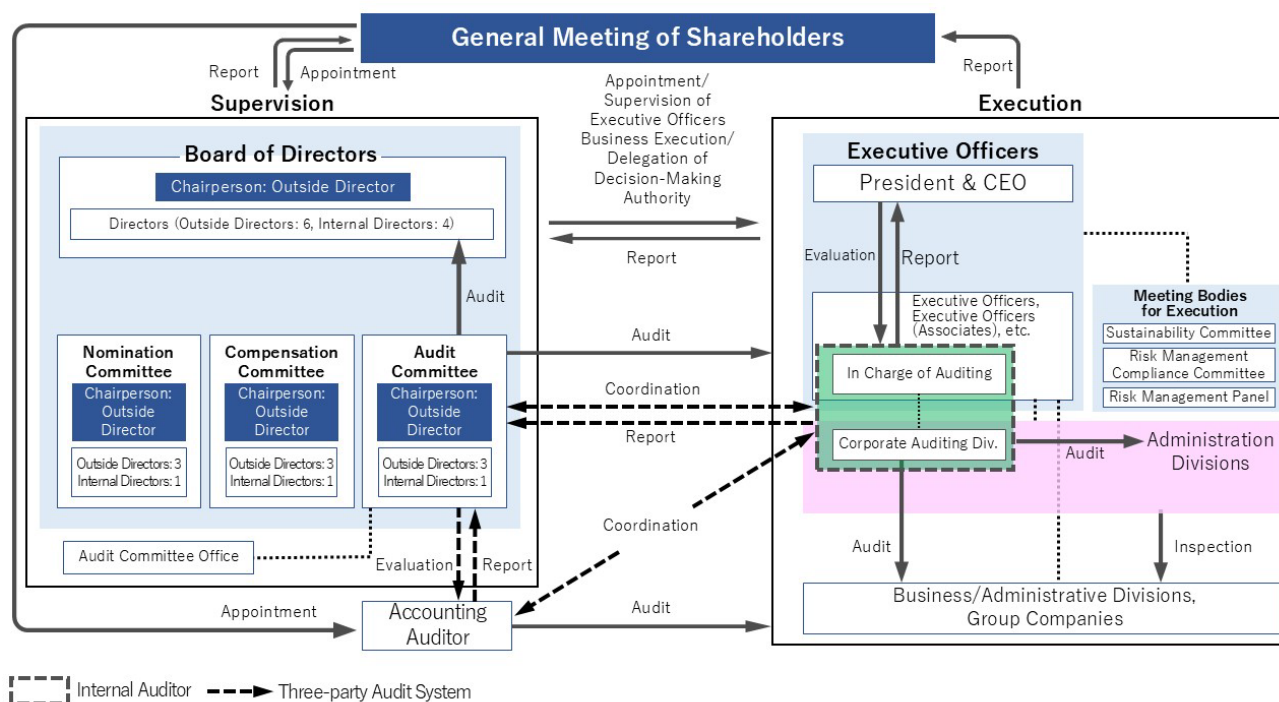 General Meeting of Shareholders
Report
Appointment
Report
Supervision
Appointment/
Supervision of
Executive Officers
Business Execution/
Delegation of
Decision-Making
Authority
Execution
Board of Directors
Chairperson: Outside Director
Directors (Outside Directors: 6, Internal Directors: 4)
Report
Audit
Executive Officers
President & CEO
Evaluation
Report
Executive Officers,
Executive Officers
(Associates), etc.
Meeting Bodies
for Execution
Sustainability Committee
Risk Management
Compliance Committee
Risk Management Panel
Nomination
Committee
Chairperson:
Outside
Director
Outside Directors: 3
Internal Directors: 1
Compensation
Committee
Chairperson:
Outside
Director
Outside Directors: 3
Internal Directors: 1
Audit
Committee
Chairperson:
Outside
Director
Outside Directors: 3
Internal Directors: 1
Audit
Coordination
Report
In Charge of Auditing
Corporate Auditing Div.
Audit
Administration
Divisions
Coordination
Audit Committee Office
Evaluation
Report
Audit
Inspection
Appointment
Accounting
Auditor
Audit
Business/Administrative Divisions,
Group Companies
Internal Auditor
Three-party Audit System